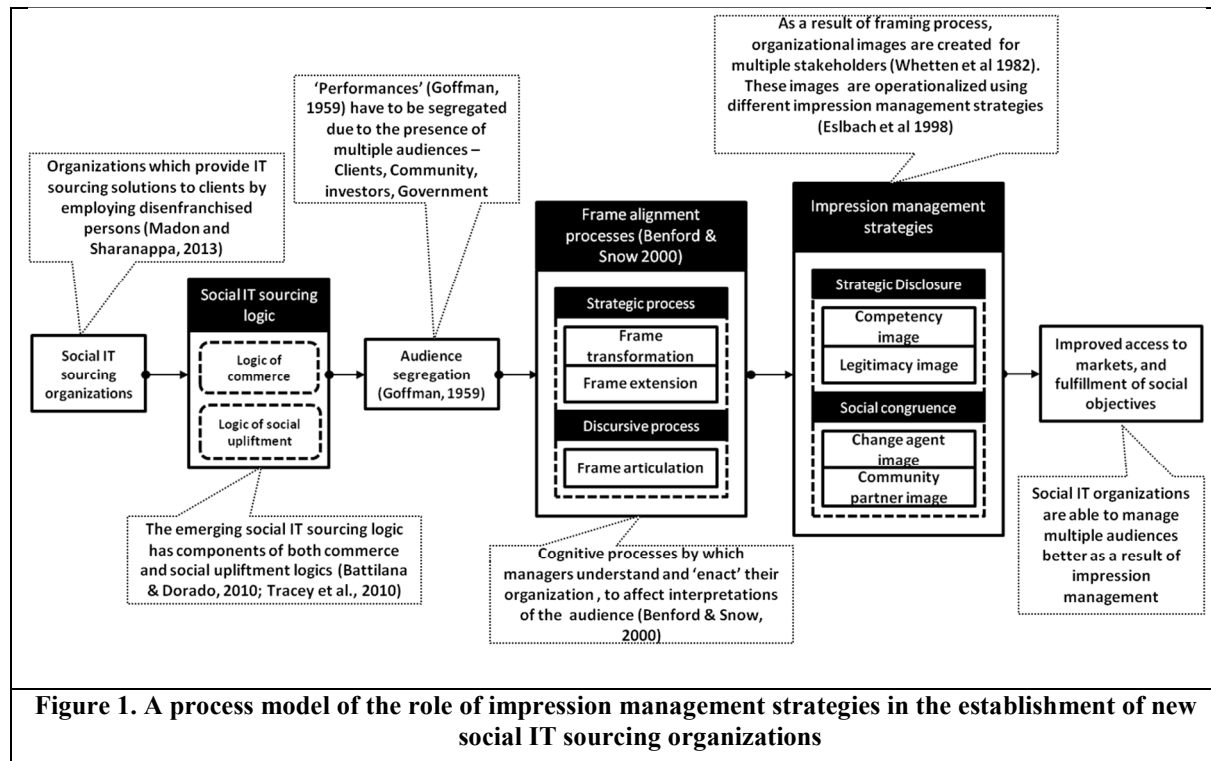 As a result of framing process,
organizational images are created for
multiple stakeholders (Whetten et al 1982).
These images are operationalized using
different impression management strategies
(Eslbach et al 1998)
‘Performances’ (Goffman,
1959) have to be segregated
due to the presence of
multiple audiences –
Clients, Community,
investors, Government
Organizations which provide IT
sourcing solutions to clients by
employing disenfranchised
persons (Madon and
Sharanappa, 2013)
Social IT
sourcing
organizations
Social IT sourcing
logic
Logic of
commerce
Logic of social
upliftment
Audience
segregation
(Goffman, 1959)
Frame alignment
processes (Benford &
Snow 2000)
Strategic process
Frame
transformation
Frame extension
Discursive process
Frame articulation
Impression management
strategies
Strategic Disclosure
Competency
image
Legitimacy image
Social congruence
Change agent
image
Community
partner image
Improved access to
markets, and
fulfillment of social
objectives
The emerging social IT sourcing logic
has components of both commerce
and social upliftment logics (Battilana
& Dorado, 2010; Tracey et al., 2010)
Cognitive processes by which
managers understand and ‘enact’ their
organization , to affect interpretations
of the audience (Benford & Snow,
2000)
Social IT organizations
are able to manage
multiple audiences
better as a result of
impression
management
Figure 1. A process model of the role of impression management strategies in the establishment of new
social IT sourcing organizations